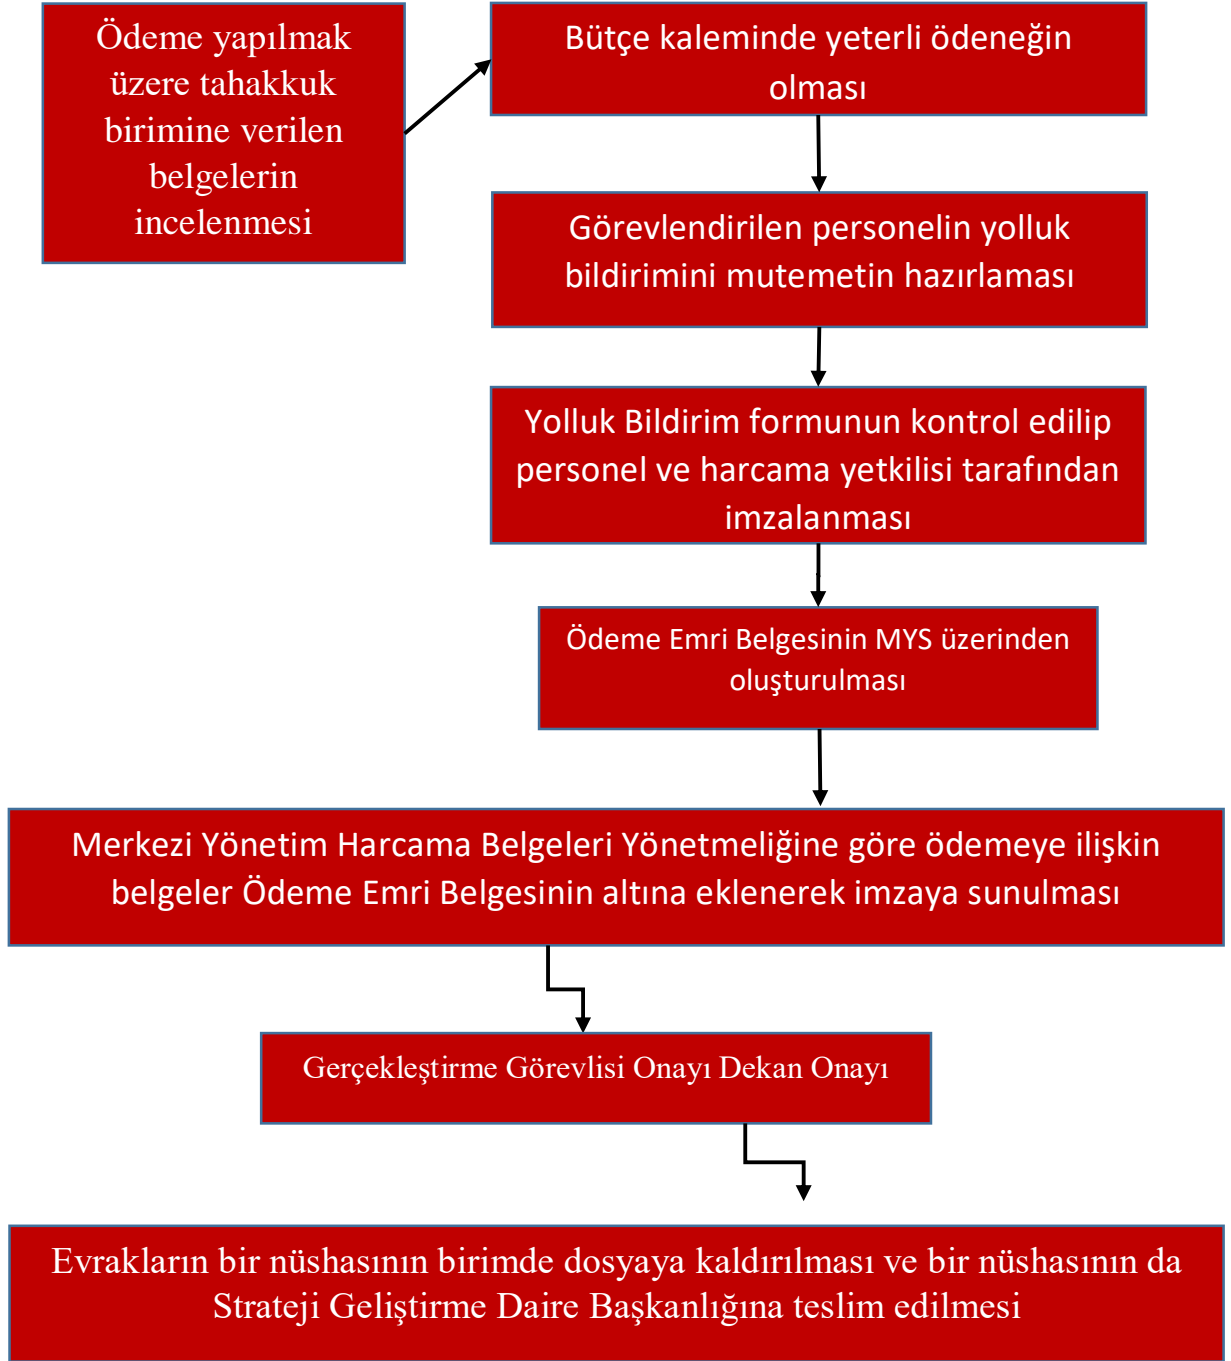 Ödeme yapılmak
üzere tahakkuk
birimine verilen
belgelerin
incelenmesi
Bütçe kaleminde yeterli ödeneğin
olması
Görevlendirilen personelin yolluk
bildirimini mutemetin hazırlaması
Yolluk Bildirim formunun kontrol edilip
personel ve harcama yetkilisi tarafından
imzalanması
Ödeme Emri Belgesinin MYS üzerinden
oluşturulması
Merkezi Yönetim Harcama Belgeleri Yönetmeliğine göre ödemeye ilişkin
belgeler Ödeme Emri Belgesinin altına eklenerek imzaya sunulması
Gerçekleştirme Görevlisi Onayı Dekan Onayı
Evrakların bir nüshasının birimde dosyaya kaldırılması ve bir nüshasının da
Strateji Geliştirme Daire Başkanlığına teslim edilmesi